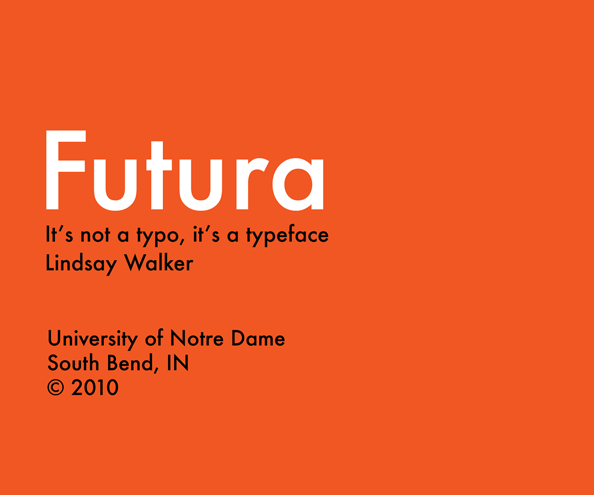 Futura
It's not a typo, it's a typeface
Lindsay Walker
University of Notre Dame
South Bend, IN
© 2010